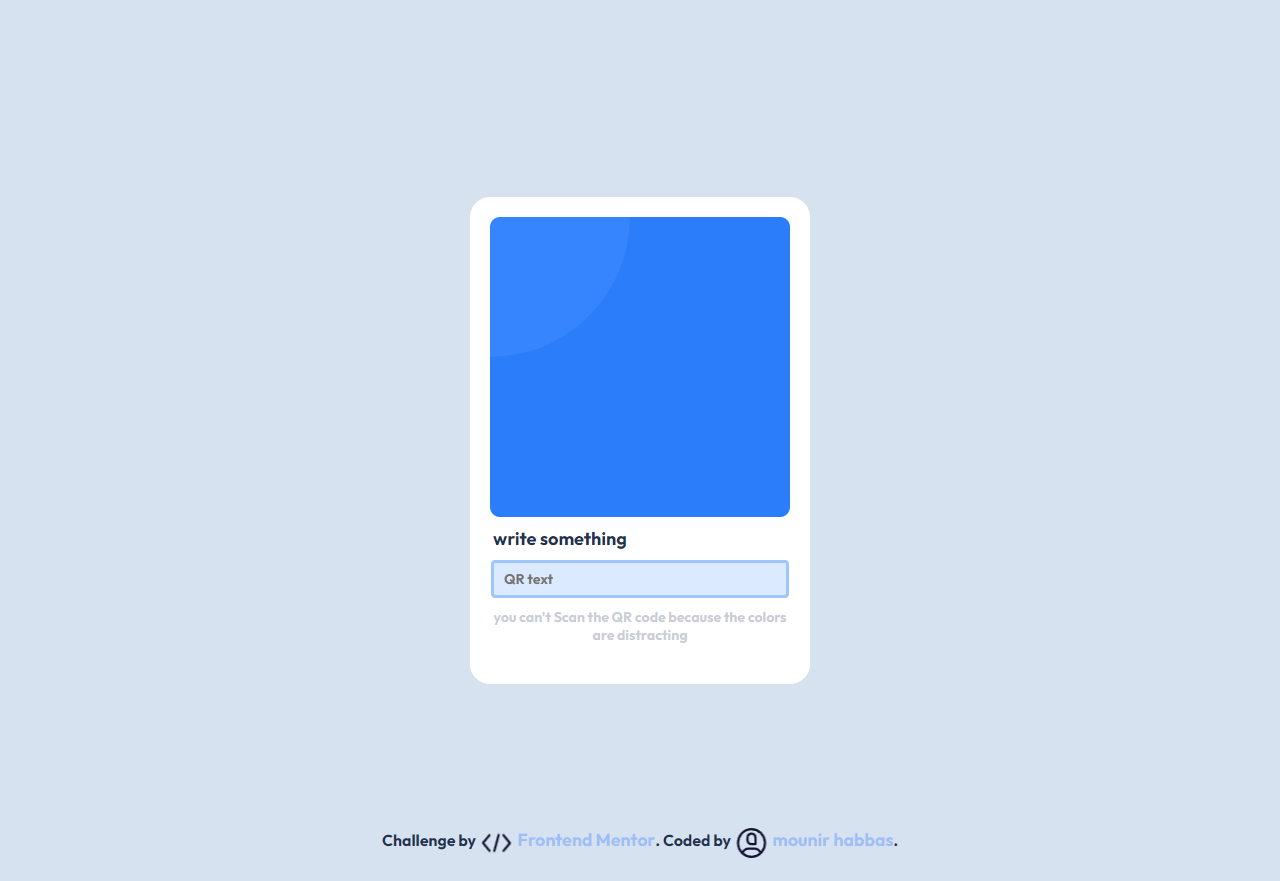 write something
QR text
you can't Scan the QR code because the colors
are distracting
Challenge by </> Frontend Mentor. Coded by mounir habbas.